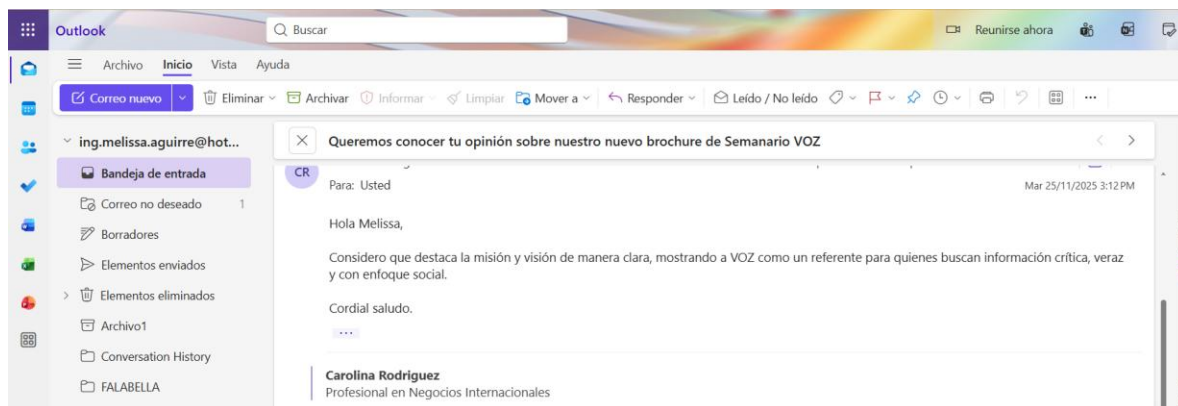 Outlook
Buscar
Reunirse ahora
Archivo Inicio Vista Ayuda
Correo nuevo Eliminar Archivar Informar Limpiar Mover a Responder Leído / No leído
ing.melissa.aguirre@hot...
Queremos conocer tu opinión sobre nuestro nuevo brochure de Semanario VOZ
Bandeja de entrada
CR
Para: Usted
Mar 25/11/2025 3:12 PM
Correo no deseado 1
Hola Melissa,
Borradores
Elementos enviados
Considero que destaca la misión y visión de manera clara, mostrando a VOZ como un referente para quienes buscan información crítica, veraz
y con enfoque social.
Elementos eliminados
Cordial saludo.
Archivo1
Conversation History
Carolina Rodriguez
FALABELLA
Profesional en Negocios Internacionales